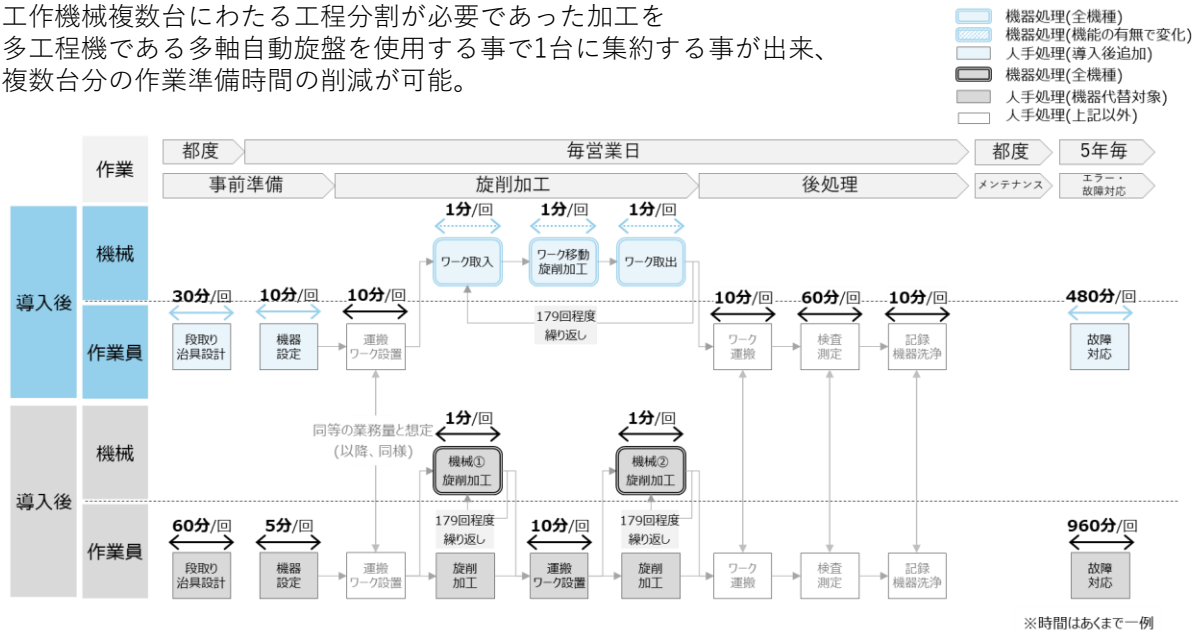 工作機械複数台にわたる工程分割が必要であった加工を
多工程機である多軸自動旋盤を使用する事で1台に集約する事が出来、
複数台分の作業準備時間の削減が可能。
機器処理(全機種)
機器処理(機能の有無で変化)
人手処理(導入後追加)
機器処理(全機種)
人手処理(機器代替対象)
人手処理(上記以外)
作業
都度
毎営業日
都度
5年毎
事前準備
旋削加工
後処理
メンテナンス
エラー・
故障対応
導入後
機械
1分/回
1分/回
1分/回
ワーク取入
ワーク移動
旋削加工
ワーク取出
179回程度
繰り返し
作業員
30分/回
10分/回
10分/回
10分/回
60分/回
10分/回
480分/回
段取り
治具設計
機器
設定
運搬
ワーク設置
ワーク
運搬
検査
測定
記録
機器洗浄
故障
対応
同等の業務量と想定
(以降、同様)
導入後
機械
1分/回
1分/回
機械①
旋削加工
機械②
旋削加工
179回程度
繰り返し
179回程度
繰り返し
作業員
60分/回
5分/回
10分/回
960分/回
段取り
治具設計
機器
設定
運搬
ワーク設置
旋削
加工
運搬
ワーク設置
旋削
加工
ワーク
運搬
検査
測定
記録
機器洗浄
故障
対応
※時間はあくまで一例